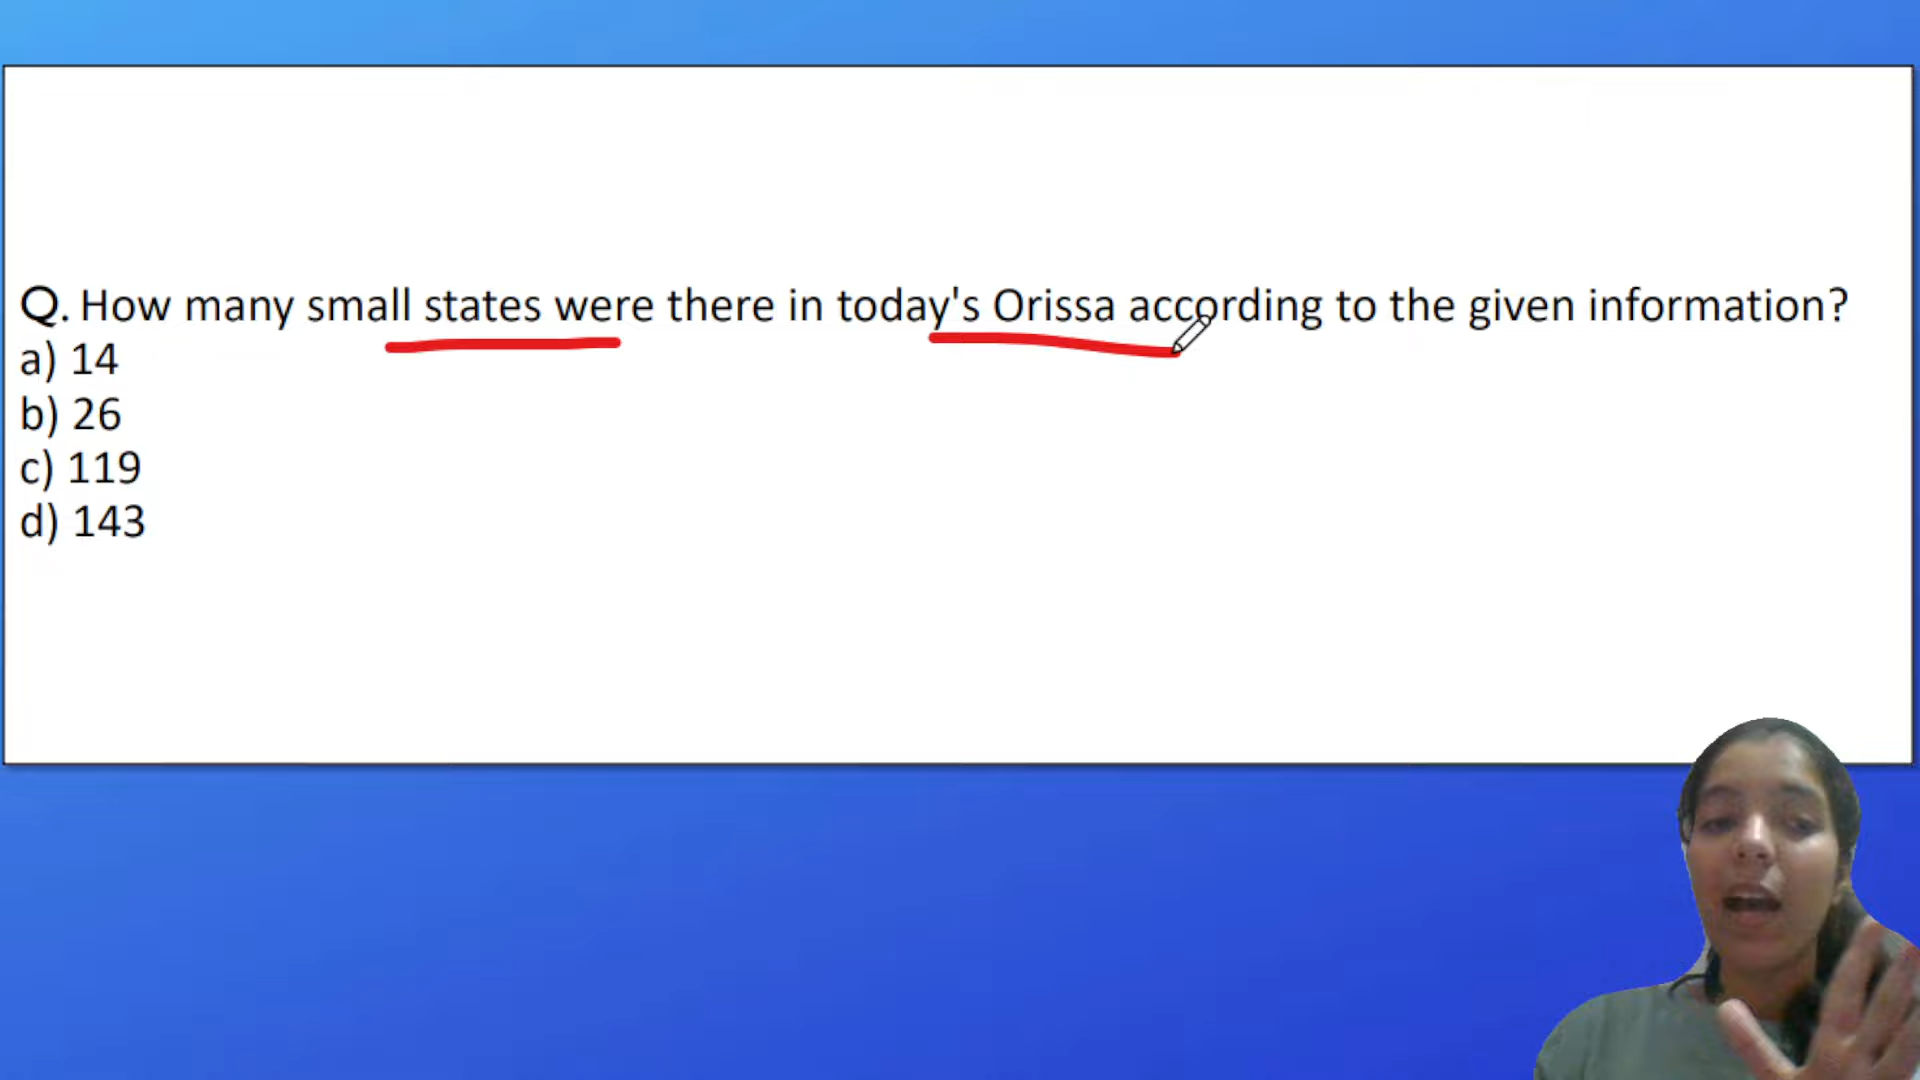 Q. How many small states were there in today's Orissa according to the given information?
a) 14
b) 26
c) 119
d) 143